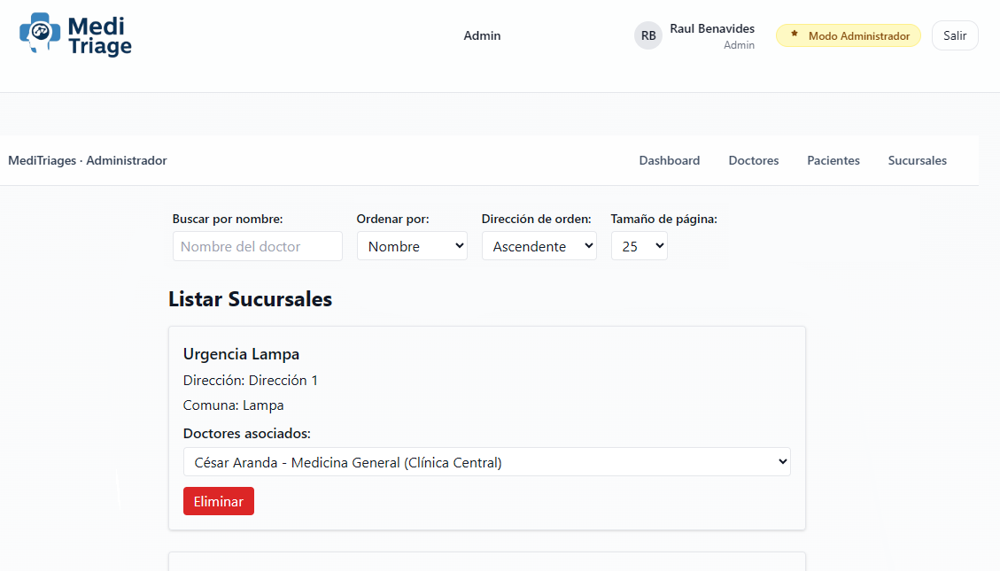 Medi
Triage
Admin
RB
Raul Benavides
Admin
* Modo Administrador
Salir
MediTriages · Administrador
Dashboard
Doctores
Pacientes
Sucursales
Buscar por nombre:
Ordenar por:
Dirección de orden:
Tamaño de página:
Nombre del doctor
Nombre
Ascendente
25
Listar Sucursales
Urgencia Lampa
Dirección: Dirección 1
Comuna: Lampa
Doctores asociados:
César Aranda - Medicina General (Clínica Central)
Eliminar